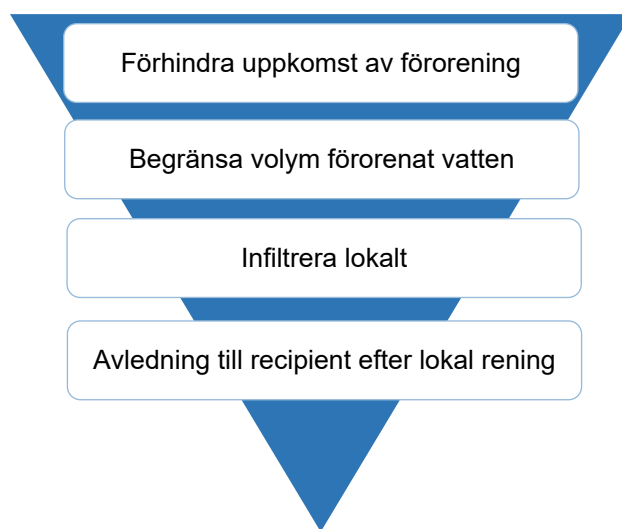 Förhindra uppkomst av förorening
Begränsa volym förorenat vatten
Infiltrera lokalt
Avledning till recipient efter lokal rening